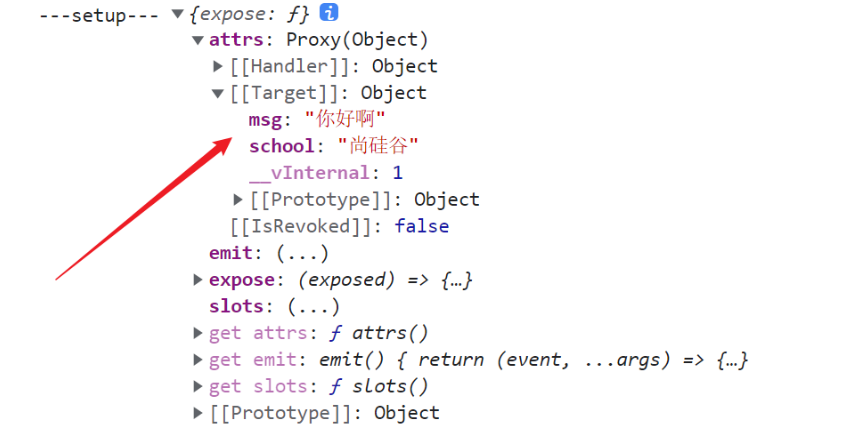 ---setup--- ▼{expose: ƒ} i
▼attrs: Proxy(Object)
▶[[Handler]]: Object
▼[[Target]]: Object
msg: "你好啊"
school: "尚硅谷"
__vInternal: 1
▶[[Prototype]]: Object
[[IsRevoked]]: false
emit: (...)
▶expose: (exposed) => {…}
slots: (...)
▶get attrs: ƒ attrs()
▶get emit: emit() { return (event, ...args) => {…}
▶get slots: ƒ slots()
▶[[Prototype]]: Object